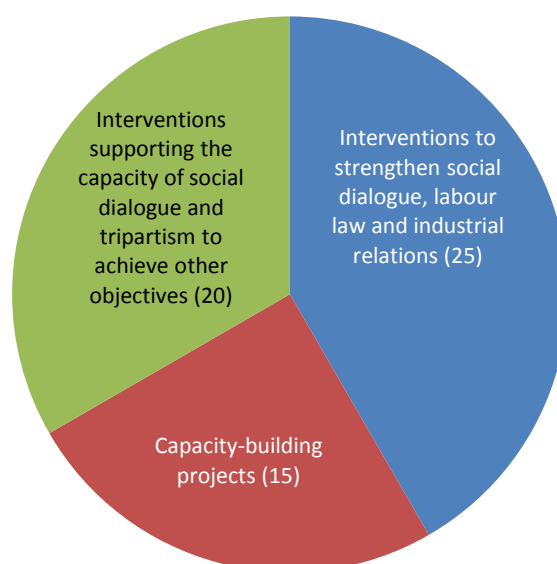 Interventions
supporting the
capacity of social
dialogue and
tripartism to
achieve other
objectives (20)
Interventions to
strengthen social
dialogue, labour
law and industrial
relations (25)
Capacity-building
projects (15)